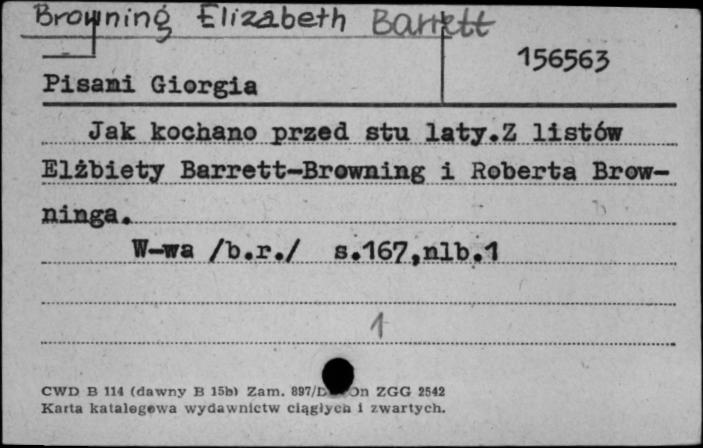 Browning Elizabeth Barrett
156563
Pisani Giorgia
Jak kochano przed stu laty.Z listów
Elżbiety Barrett-Browning i Roberta Brow-
ninga.
W-wa /b.r./ s.167,nlb.1
1
CWD B 114 (dawny B 15b) Zam. 897/ ZGG 2542
Karta katalogowa wydawnictw ciągłych i zwartych.